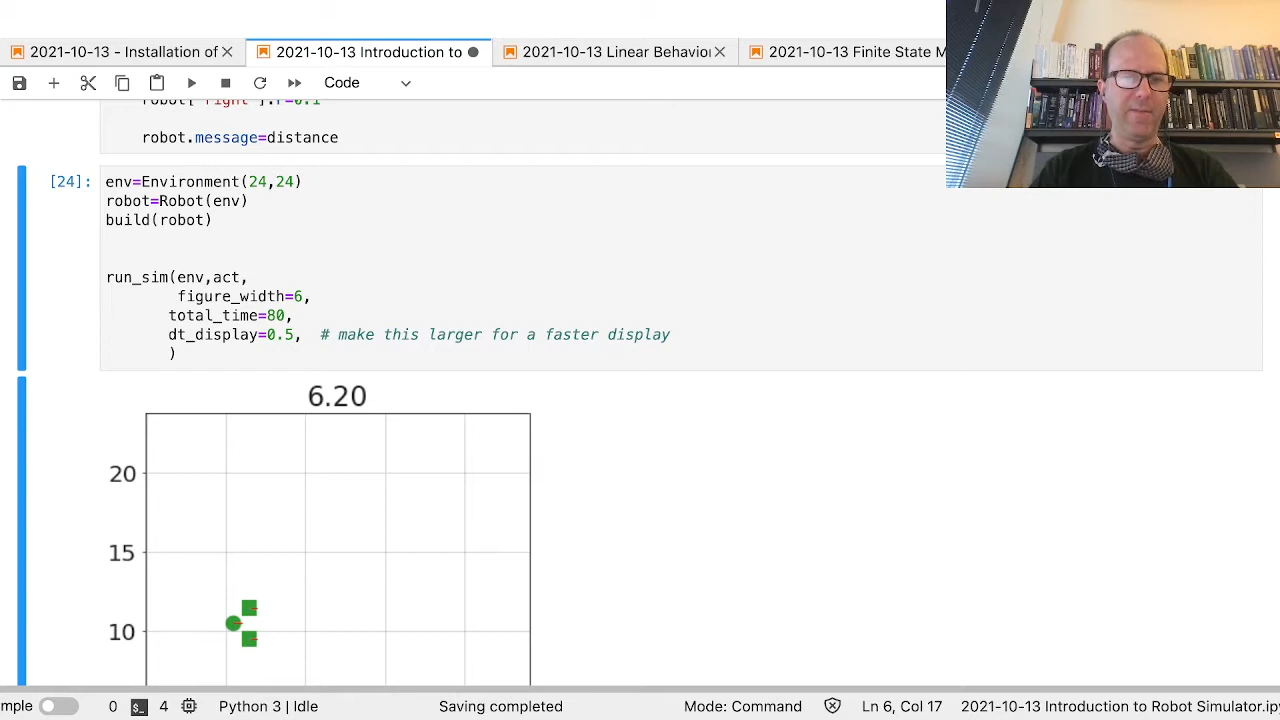 2021-10-13 - Installation of
2021-10-13 Introduction to
2021-10-13 Linear Behavio
2021-10-13 Finite State M
Code
robot["right"].F=0.1
robot.message=distance
[24]:
env=Environment(24,24)
robot=Robot(env)
build(robot)
run_sim(env,act,
figure_width=6,
total_time=80,
dt_display=0.5,  # make this larger for a faster display
)
6.20
20
15
10
mple
0
4
Python 3 | Idle
Saving completed
Mode: Command
Ln 6, Col 17
2021-10-13 Introduction to Robot Simulator.ip